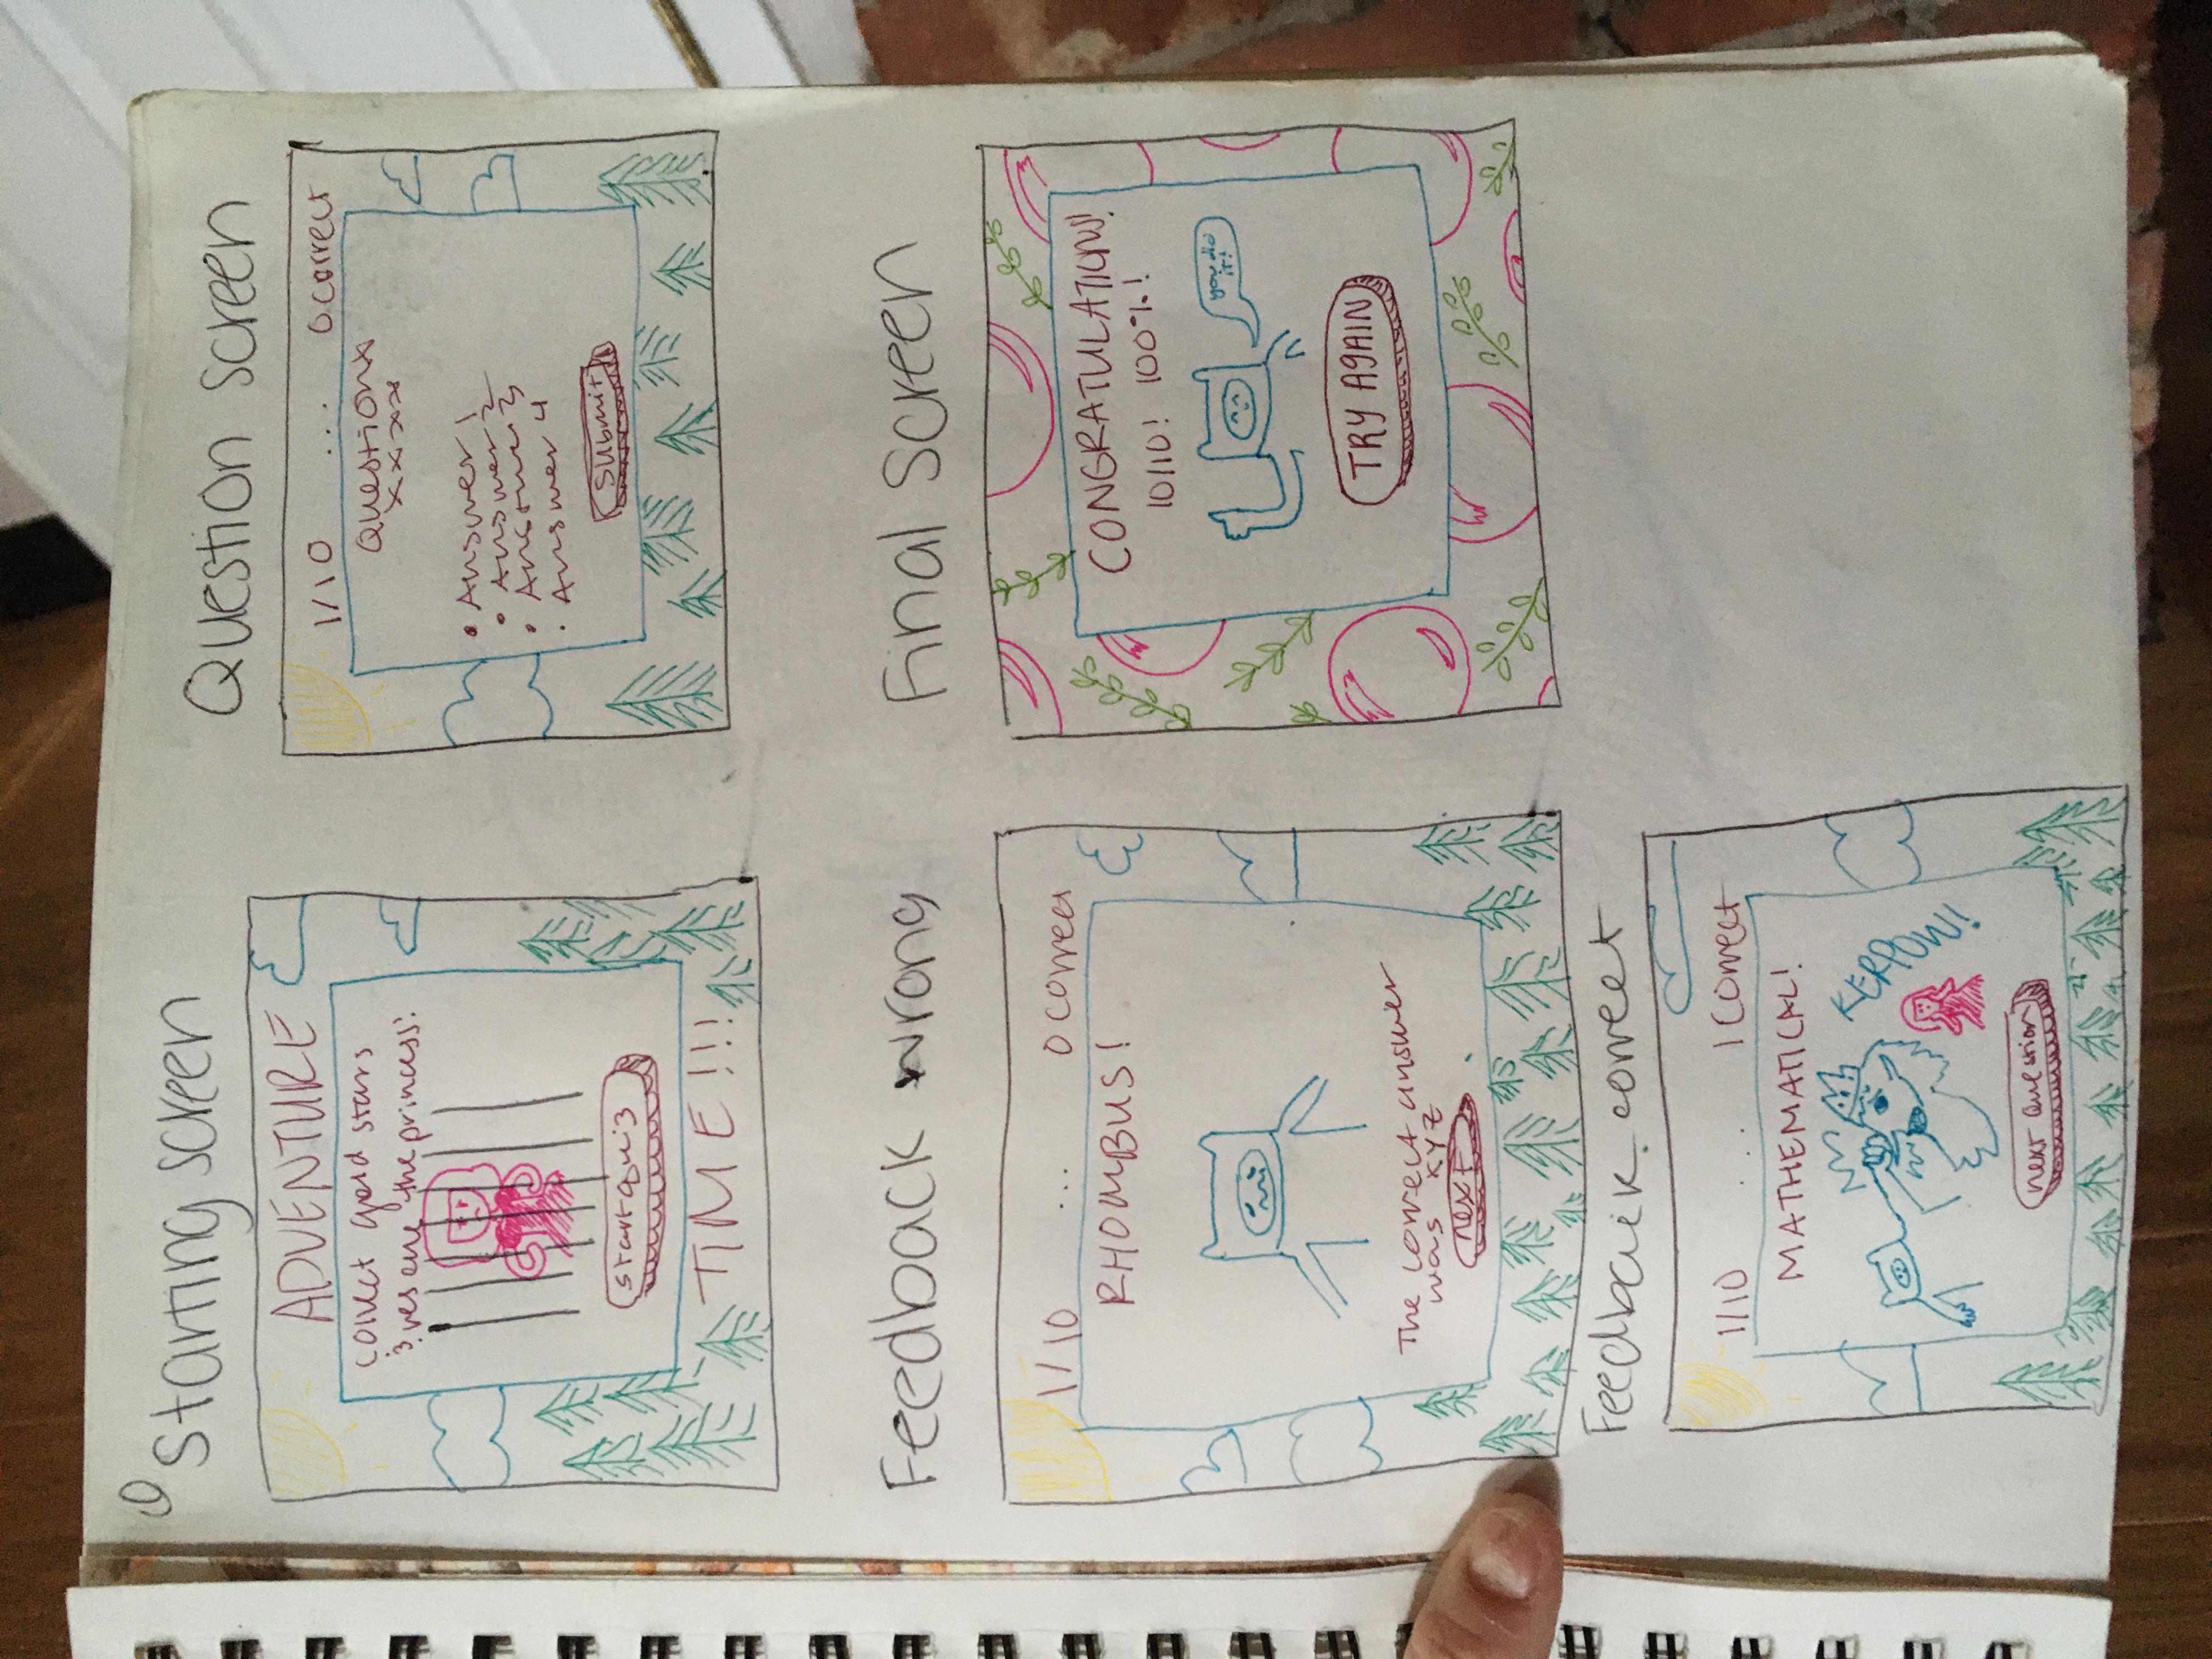 Starting screen
ADVENTURE
collect gold stars
& rescue the princess!
start quiz
TIME!!!
Question screen
1/10 ... 0 correct
Question
xxxx
• Answer 1
• Answer 2
• Answer 3
• Answer 4
submit
Feedback wrong
1/10 ... 0 correct
RHOMBUS!
The correct answer
was xyz
next
Final screen
CONGRATULATIONS!
10/10! 100%!
you did
it!
TRY AGAIN
Feedback correct
1/10 ... 1 correct
MATHEMATICAL!
KERPOW!
next question